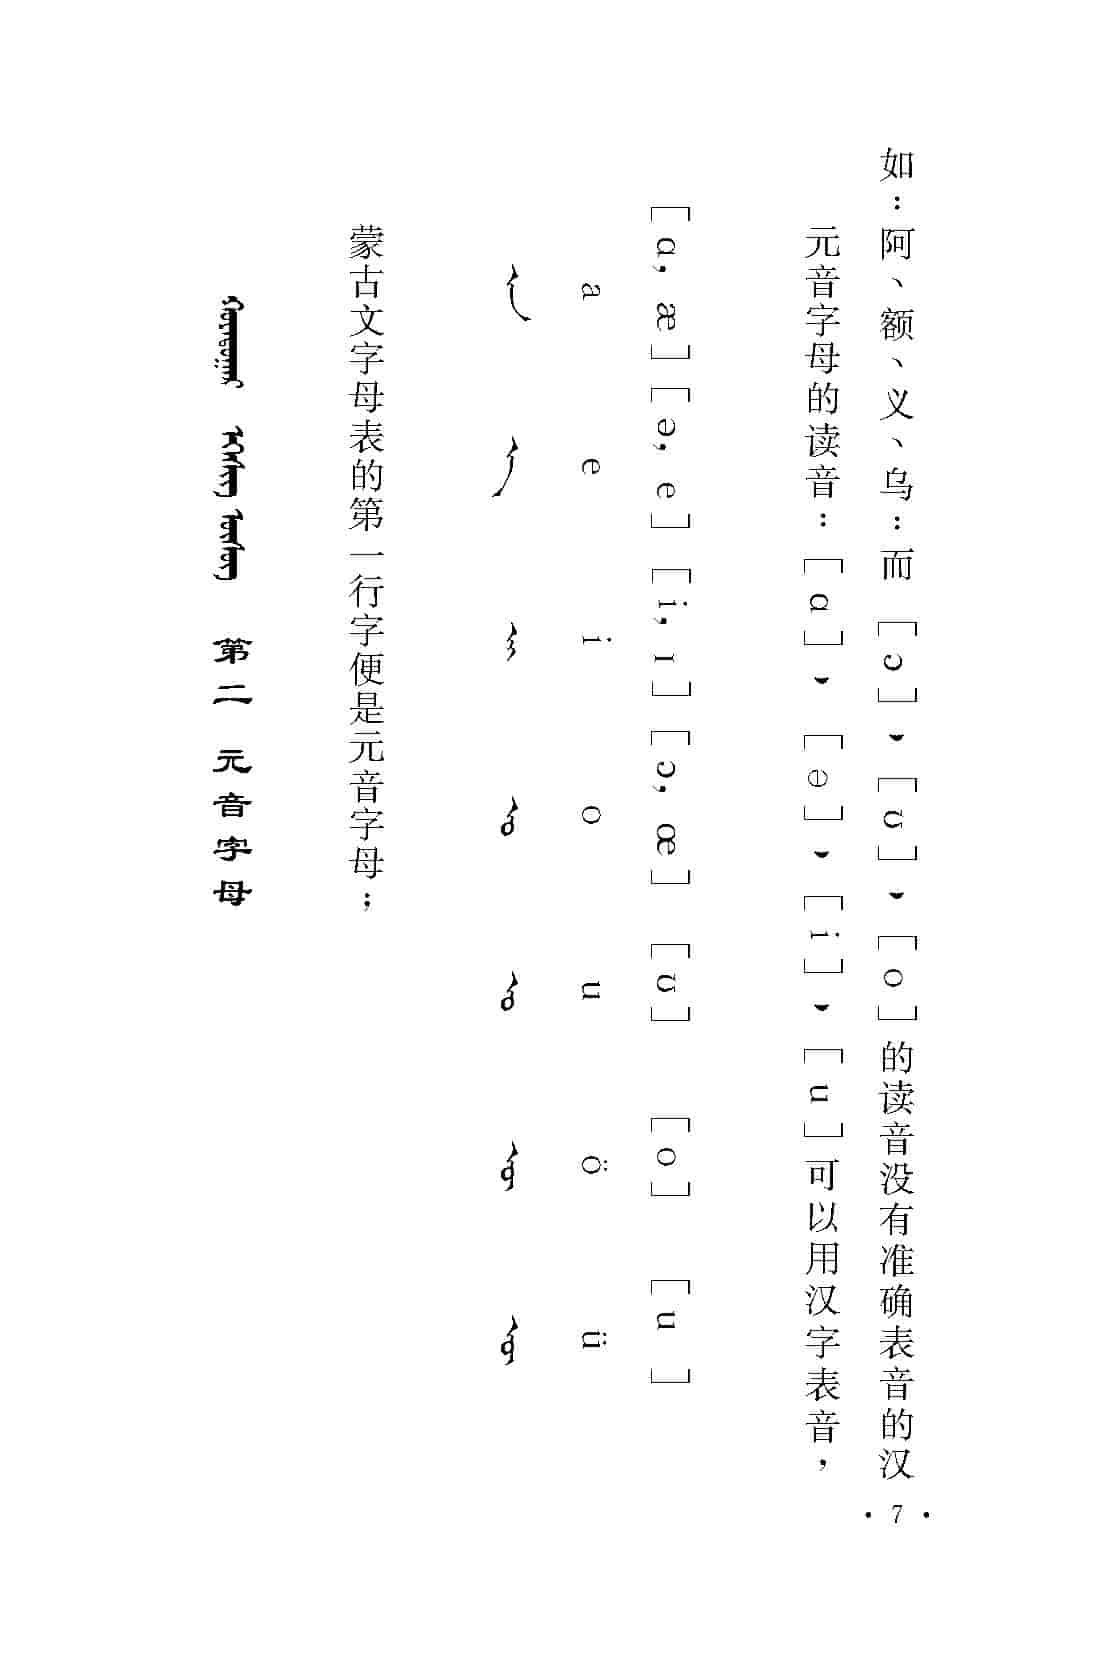 第二 元音字母
蒙古文字母表的第一行字便是元音字母；
ᠠ ᠡ ᠢ ᠣ ᠤ ᠥ ᠦ
a e i o u ö ü
[ɑ, æ] [ə, e] [i, ɪ] [ɔ, œ] [ʊ] [o] [u]
元音字母的读音：[ɑ]、[e]、[i]、[u]可以用汉字表音，
如：阿、额、义、乌：而[ɔ]、[ʊ]、[o]的读音没有准确表音的汉
· 7 ·